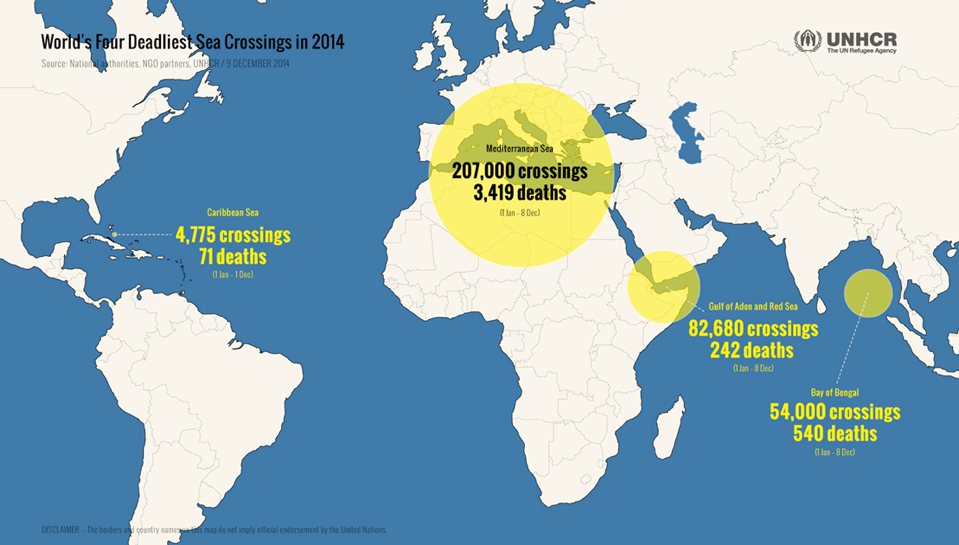 World's Four Deadliest Sea Crossings in 2014
Source: National authorities, NGO partners, UNHCR / 9 DECEMBER 2014
UNHCR
The UN Refugee Agency
Mediterranean Sea
207,000 crossings
3,419 deaths
(1 Jan - 8 Dec)
Caribbean Sea
4,775 crossings
71 deaths
(1 Jan - 1 Dec)
Gulf of Aden and Red Sea
82,680 crossings
242 deaths
(1 Jan - 8 Dec)
Bay of Bengal
54,000 crossings
540 deaths
(1 Jan - 8 Dec)
DISCLAIMER - The borders and country names on this map do not imply official endorsement by the United Nations.